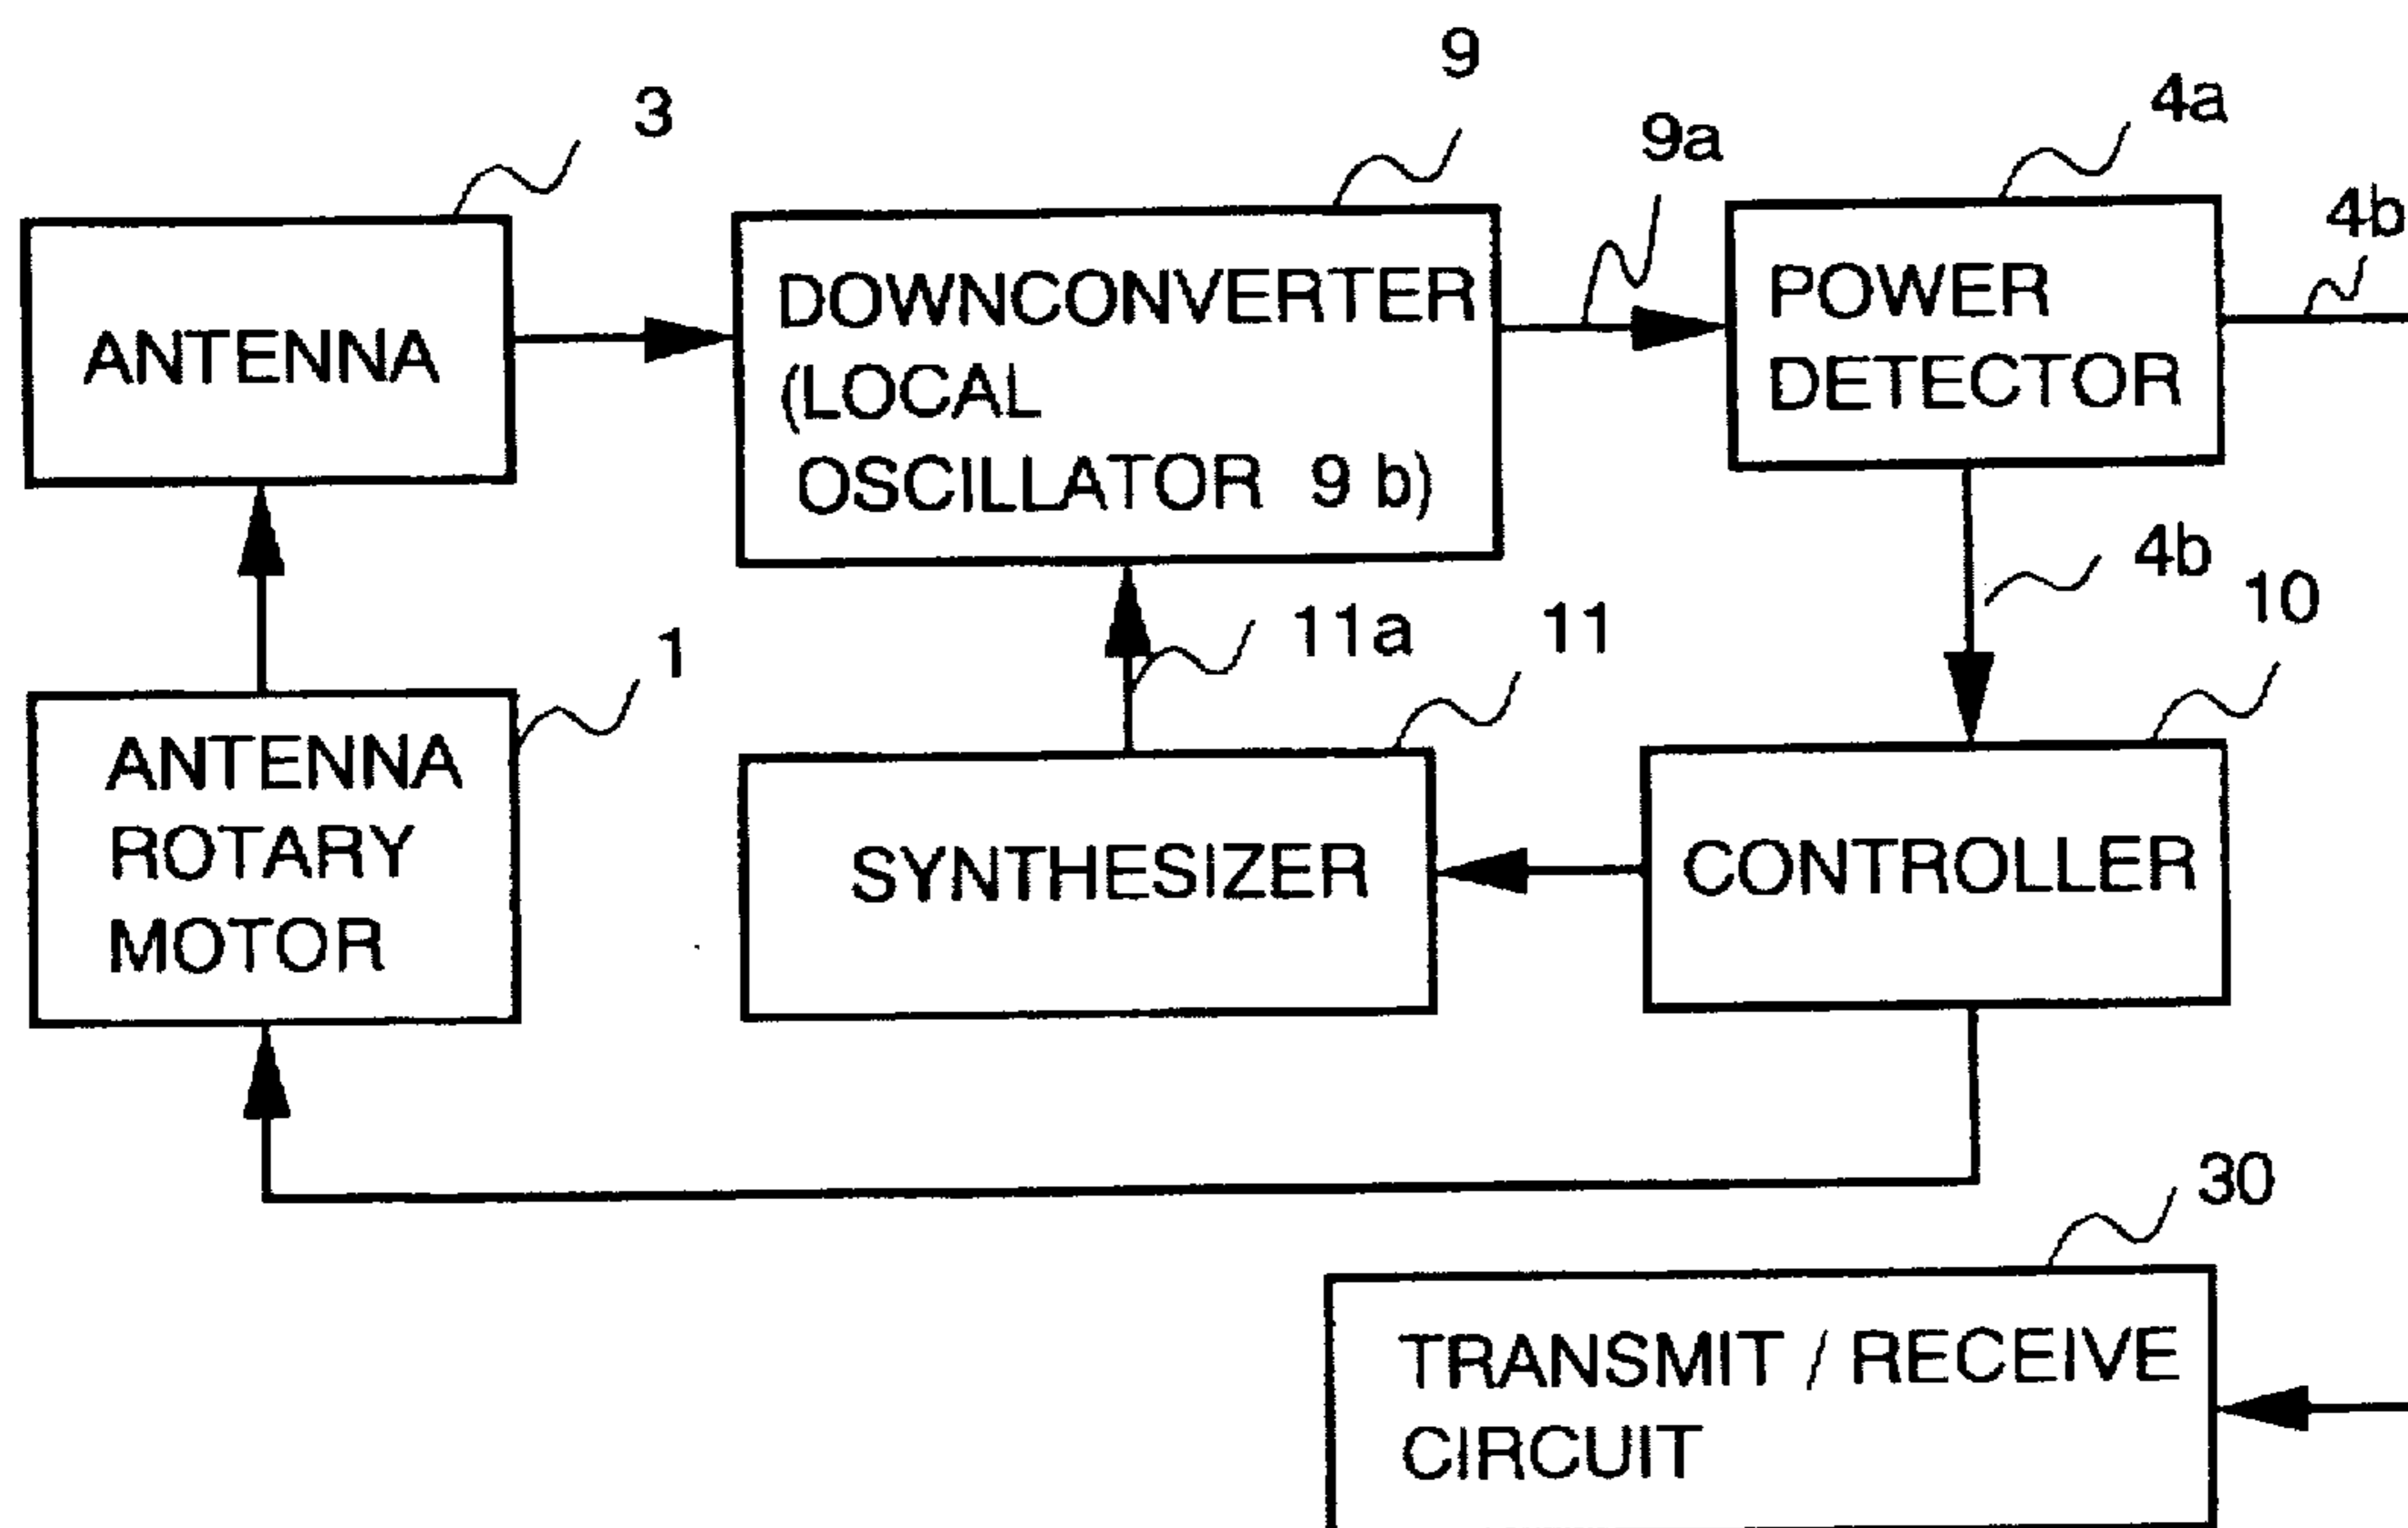 9
3
4a
9a
4b
ANTENNA
DOWNCONVERTER
(LOCAL
OSCILLATOR 9 b)
POWER
DETECTOR
4b
10
1
11a
11
ANTENNA
ROTARY
MOTOR
SYNTHESIZER
CONTROLLER
30
TRANSMIT / RECEIVE
CIRCUIT